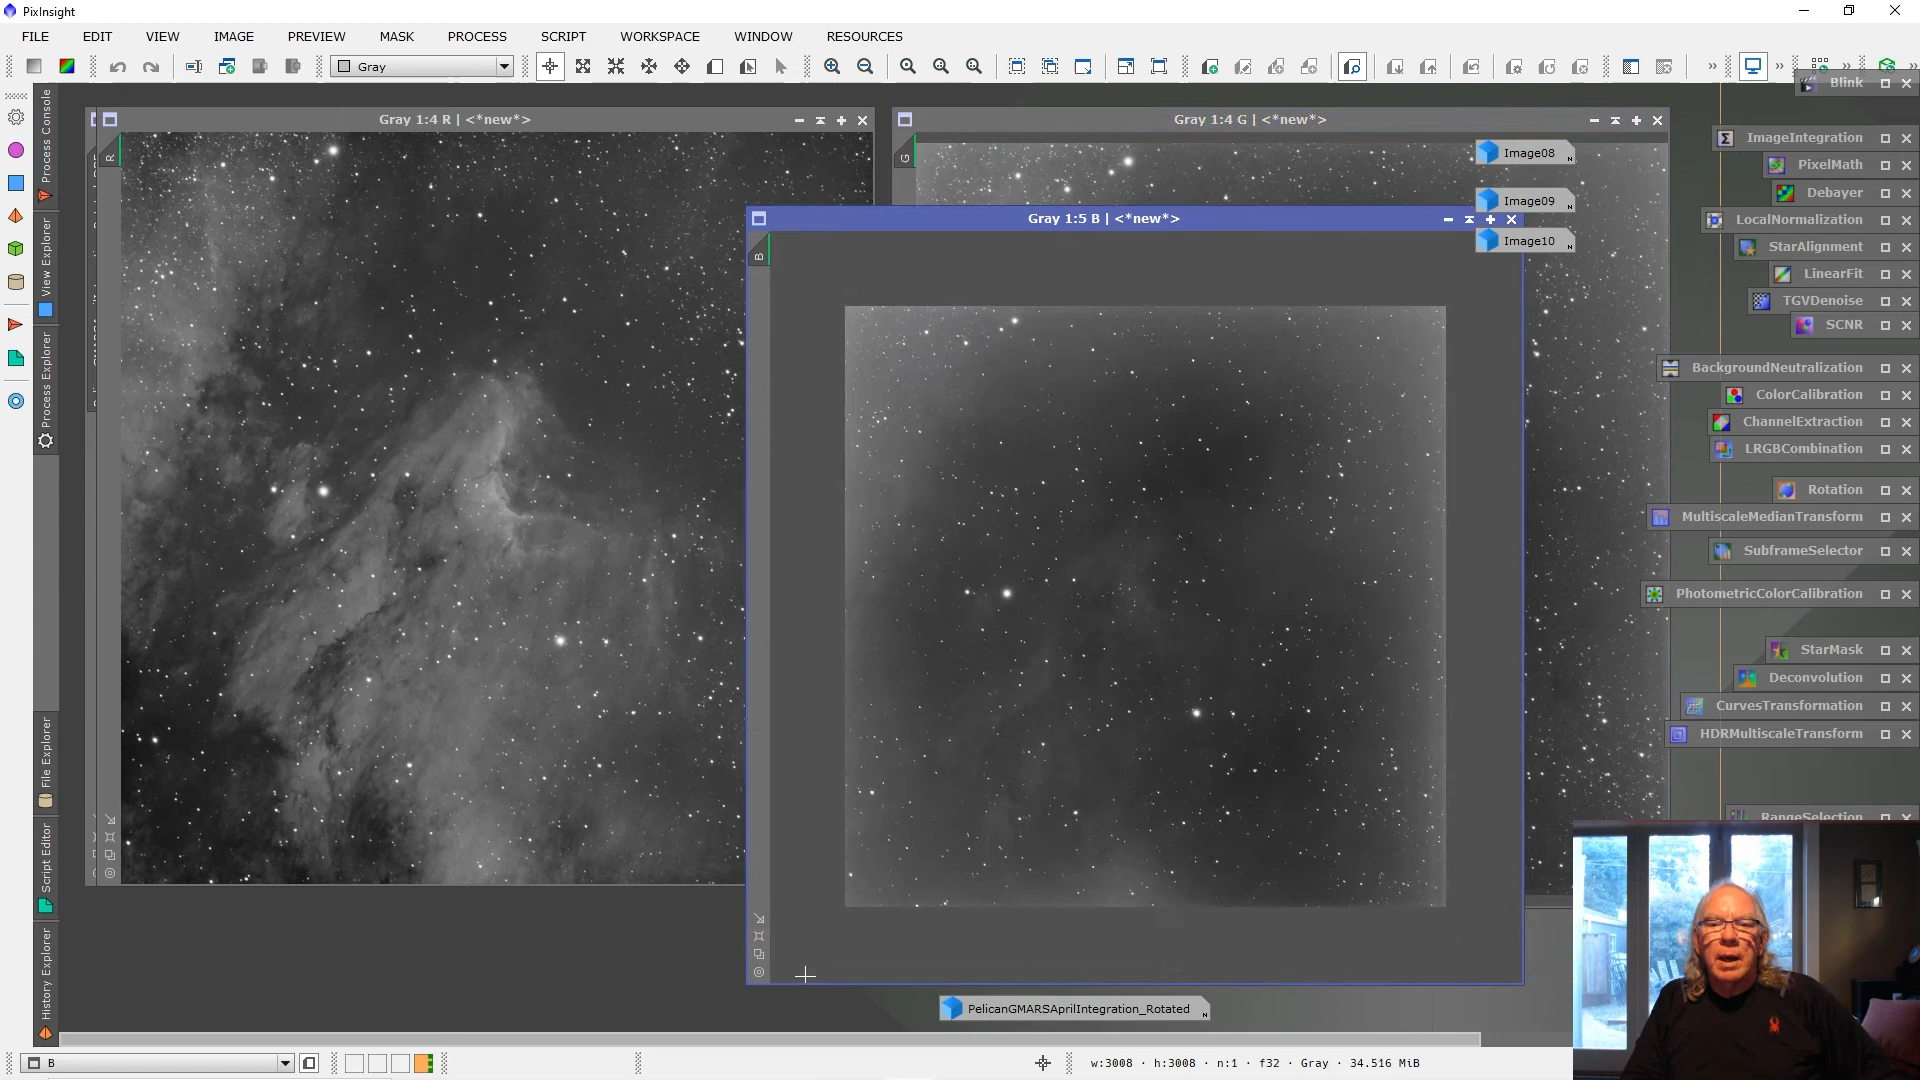 PixInsight
FILE EDIT VIEW IMAGE PREVIEW MASK PROCESS SCRIPT WORKSPACE WINDOW RESOURCES
Gray
Process Console
View Explorer
Process Explorer
File Explorer
Script Editor
History Explorer
Gray 1:4 R | <*new*>
R
Gray 1:4 G | <*new*>
G
Gray 1:5 B | <*new*>
B
Image08
N
Image09
N
Image10
N
PelicanGMARSAprilIntegration_Rotated
N
Blink
ImageIntegration
PixelMath
Debayer
LocalNormalization
StarAlignment
LinearFit
TGVDenoise
SCNR
BackgroundNeutralization
ColorCalibration
ChannelExtraction
LRGBCombination
Rotation
MultiscaleMedianTransform
SubframeSelector
PhotometricColorCalibration
StarMask
Deconvolution
CurvesTransformation
HDRMultiscaleTransform
RangeSelection
B
w:3008 · h:3008 · n:1 · f32 · Gray · 34.516 MiB